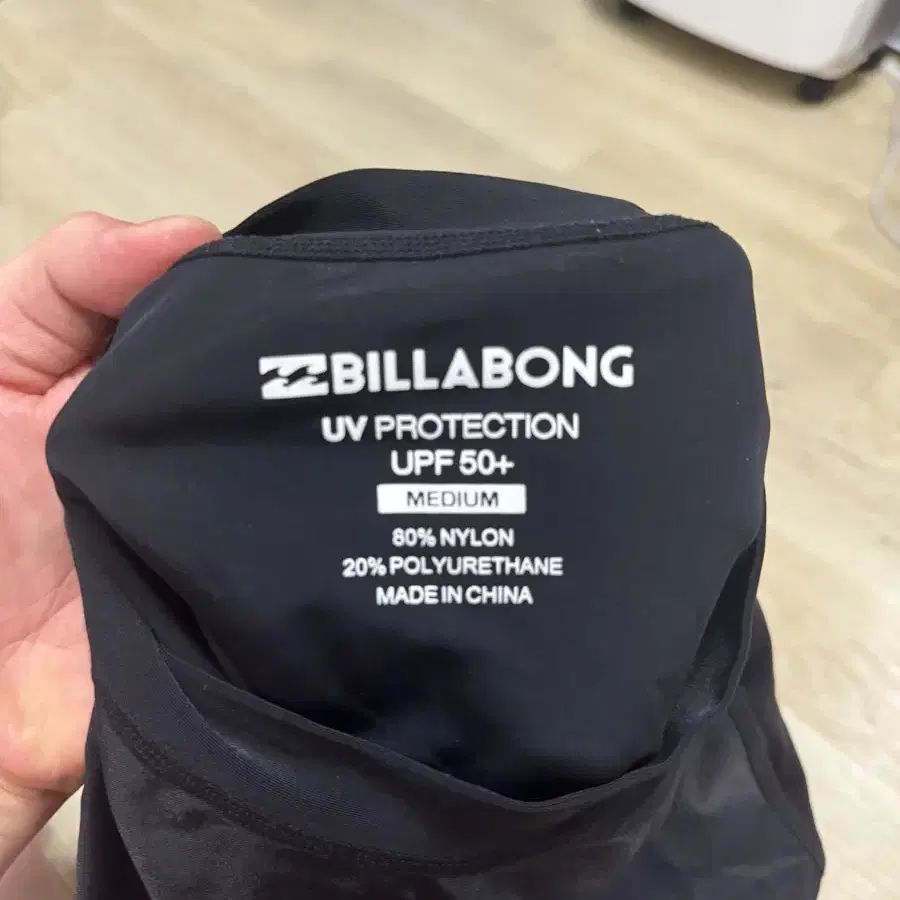 BILLABONG
UV PROTECTION
UPF 50+
MEDIUM
80% NYLON
20% POLYURETHANE
MADE IN CHINA